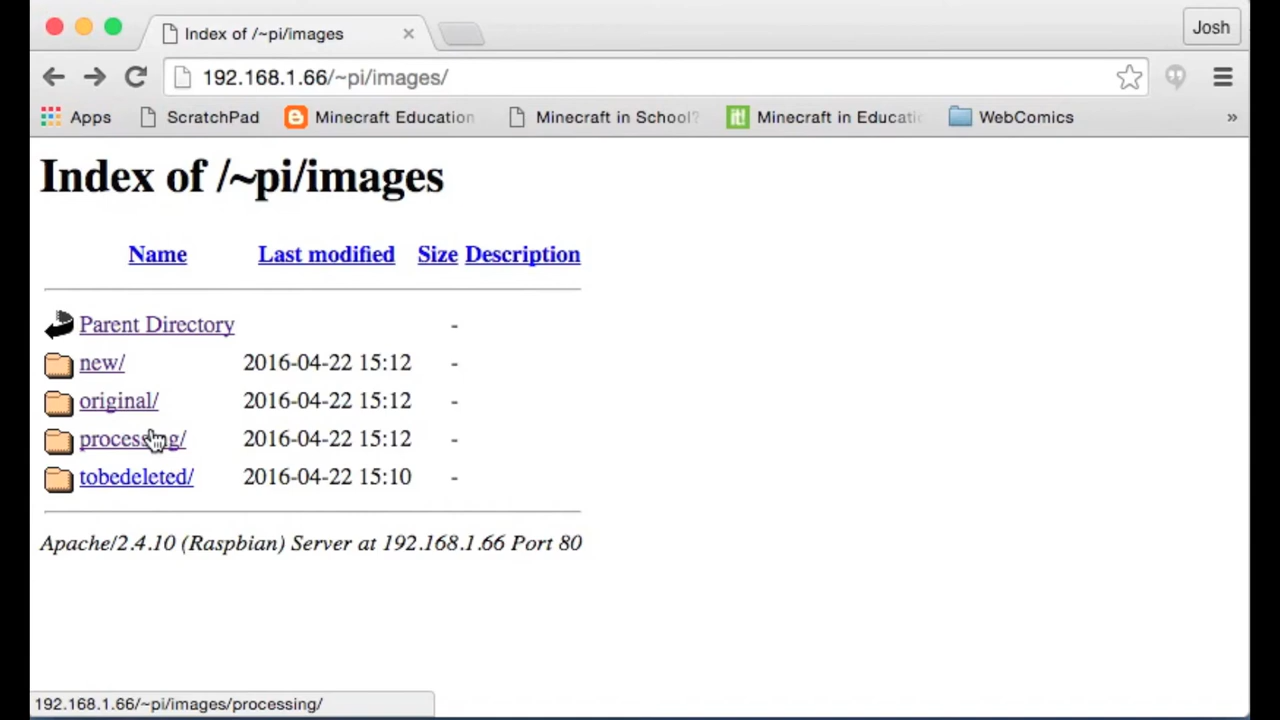 Index of /~pi/images
Josh
192.168.1.66/~pi/images/
Apps ScratchPad Minecraft Education Minecraft in School? Minecraft in Educati WebComics »
Index of /~pi/images
Name Last modified Size Description
Parent Directory -
new/ 2016-04-22 15:12 -
original/ 2016-04-22 15:12 -
processing/ 2016-04-22 15:12 -
tobedeleted/ 2016-04-22 15:10 -
Apache/2.4.10 (Raspbian) Server at 192.168.1.66 Port 80
192.168.1.66/~pi/images/processing/